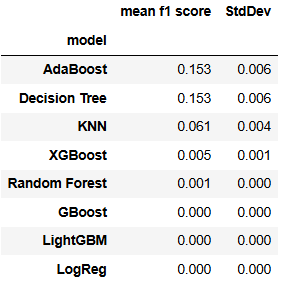 mean f1 score StdDev
model
AdaBoost 0.153 0.006
Decision Tree 0.153 0.006
KNN 0.061 0.004
XGBoost 0.005 0.001
Random Forest 0.001 0.000
GBoost 0.000 0.000
LightGBM 0.000 0.000
LogReg 0.000 0.000